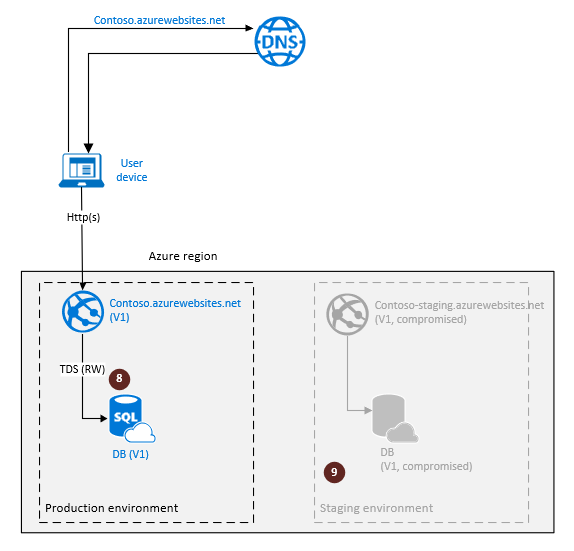 Contoso.azurewebsites.net
DNS
User
device
Http(s)
Azure region
Contoso.azurewebsites.net
(V1)
Contoso-staging.azurewebsites.net
(V1, compromised)
TDS (RW)
8
SQL
DB (V1)
DB
(V1, compromised)
9
Production environment
Staging environment